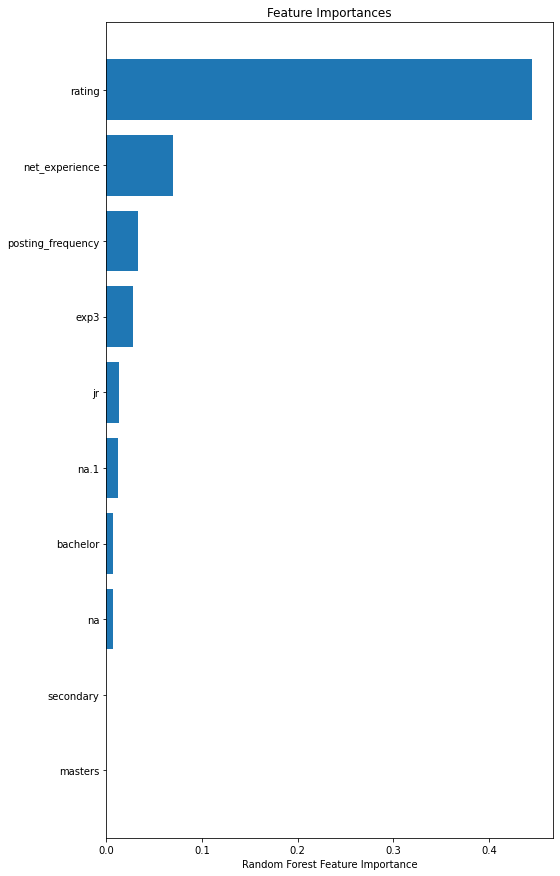 Feature Importances
rating
net_experience
posting_frequency
exp3
jr
na.1
bachelor
na
secondary
masters
0.0 0.1 0.2 0.3 0.4
Random Forest Feature Importance